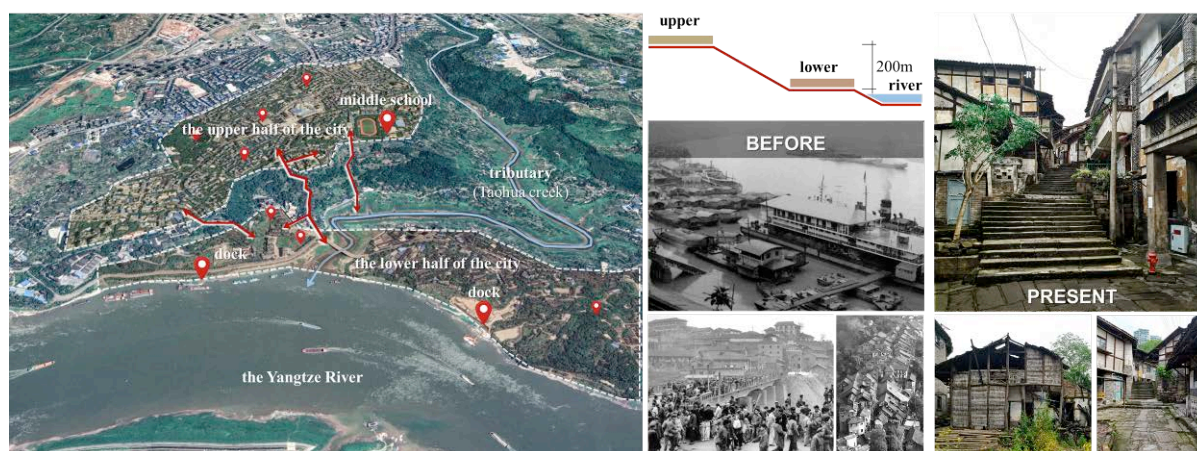 middle school
the upper half of the city
tributary
(Taohua creek)
dock
the lower half of the city
dock
the Yangtze River
upper
lower
200m
river
BEFORE
PRESENT